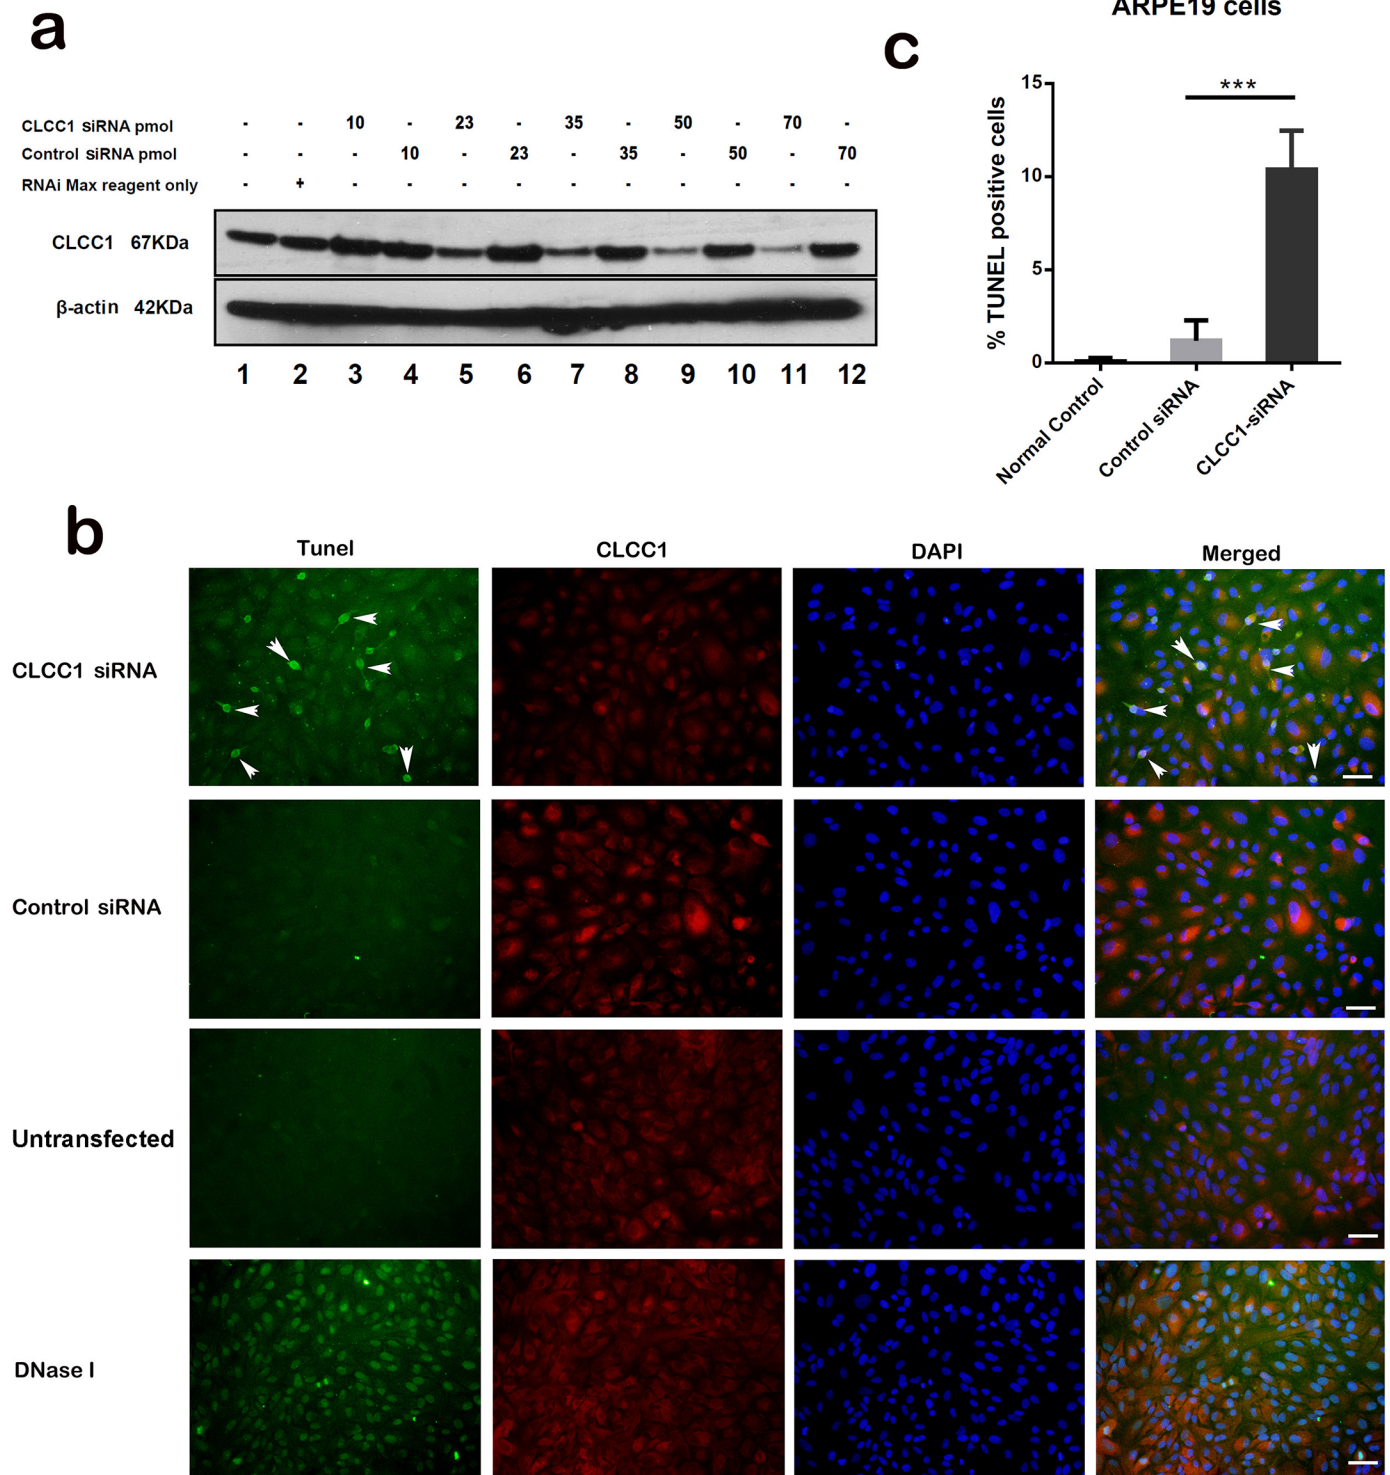 a
CLCC1 siRNA pmol - - 10 - 23 - 35 - 50 - 70 -
Control siRNA pmol - - - 10 - 23 - 35 - 50 - 70
RNAi Max reagent only - + - - - - - - - - - -
CLCC1 67KDa
β-actin 42KDa
1 2 3 4 5 6 7 8 9 10 11 12
ARPE19 cells
c
% TUNEL positive cells
15
10
5
0
***
Normal Control
Control siRNA
CLCC1-siRNA
b
Tunel CLCC1 DAPI Merged
CLCC1 siRNA
Control siRNA
Untransfected
DNase I